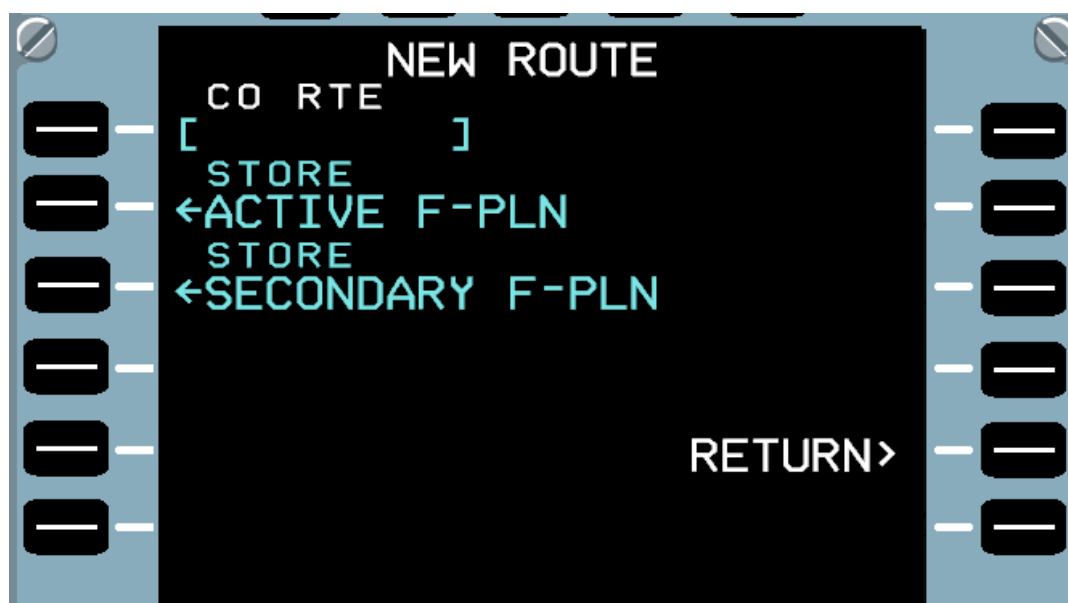 NEW ROUTE
CO RTE
[ ]
STORE
←ACTIVE F-PLN
STORE
←SECONDARY F-PLN
RETURN>